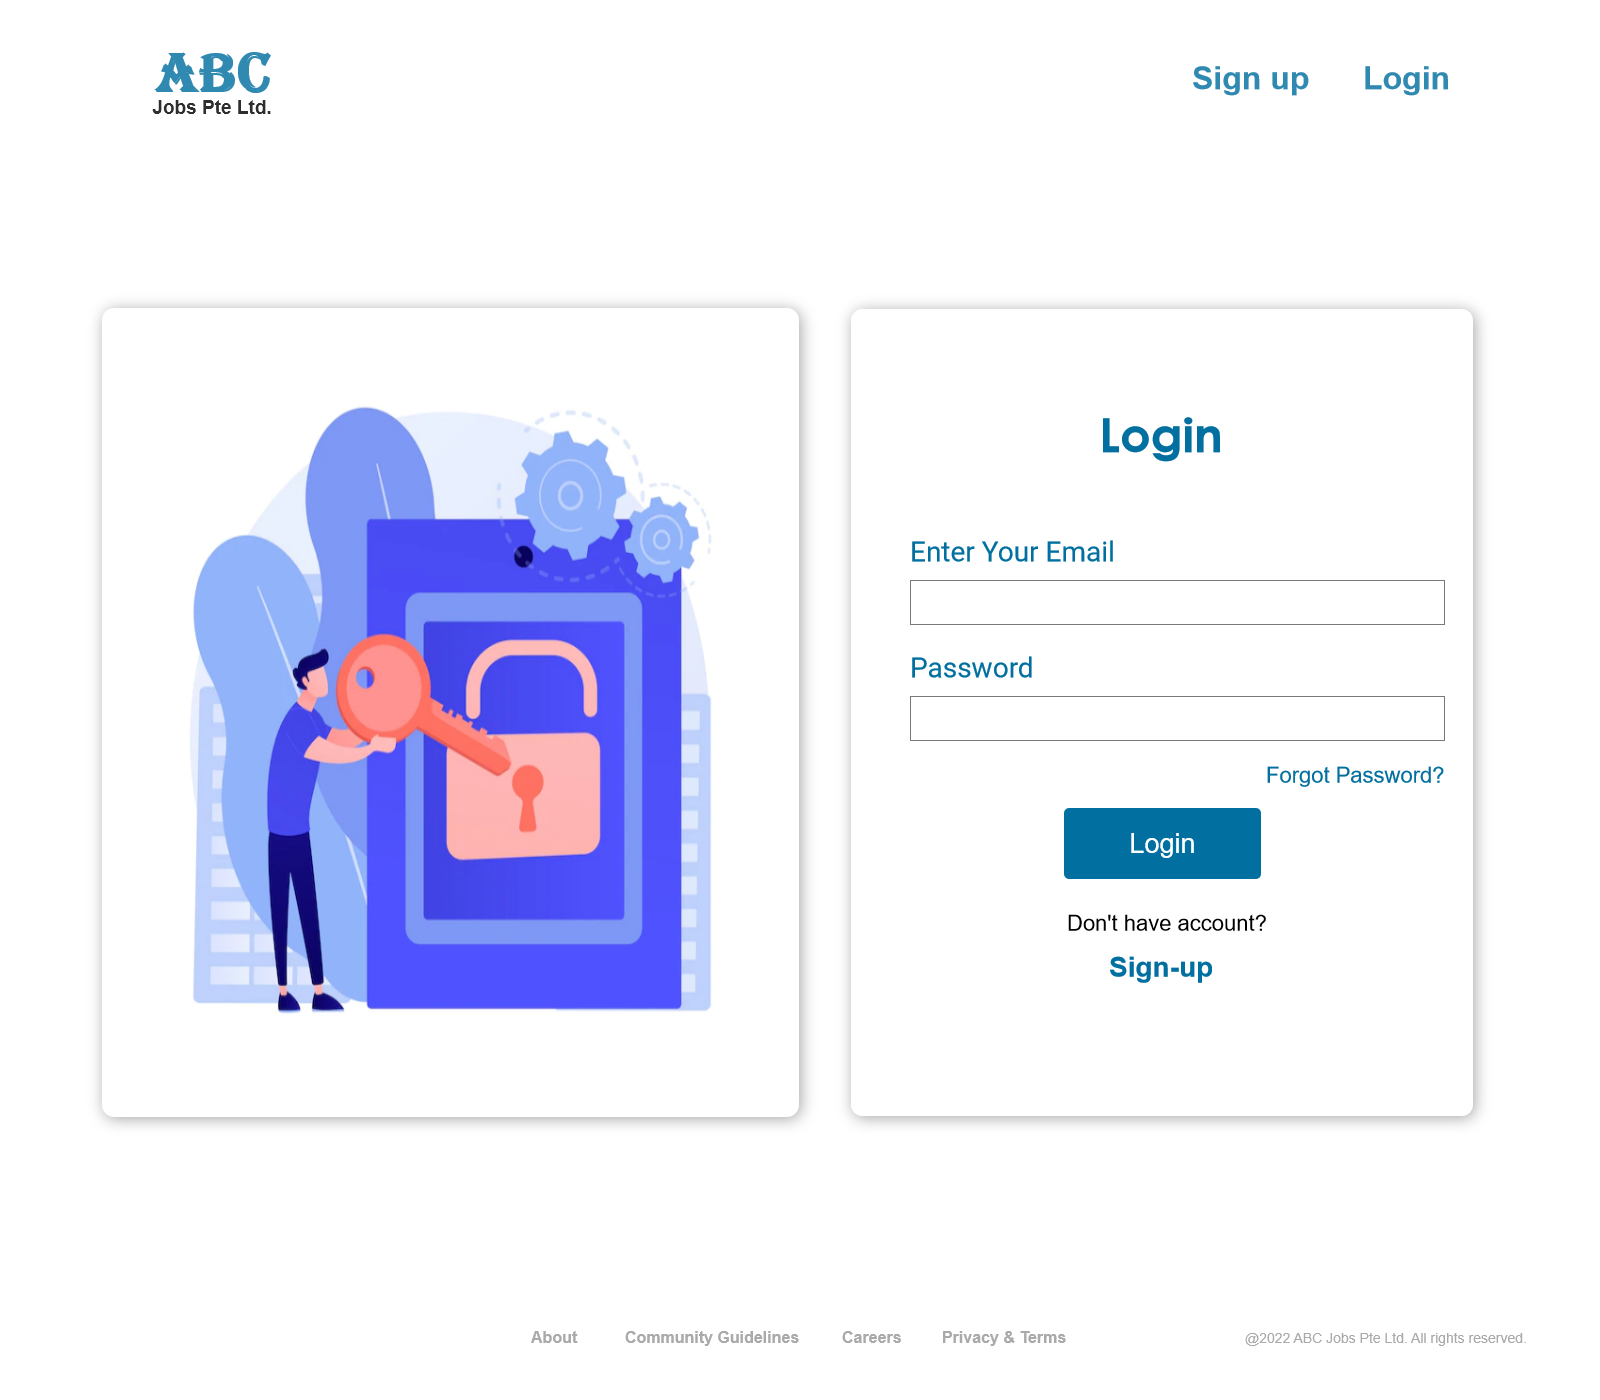 ABC
Jobs Pte Ltd.
Sign up
Login
Login
Enter Your Email
Password
Forgot Password?
Login
Don't have account?
Sign-up
About
Community Guidelines
Careers
Privacy & Terms
@2022 ABC Jobs Pte Ltd. All rights reserved.